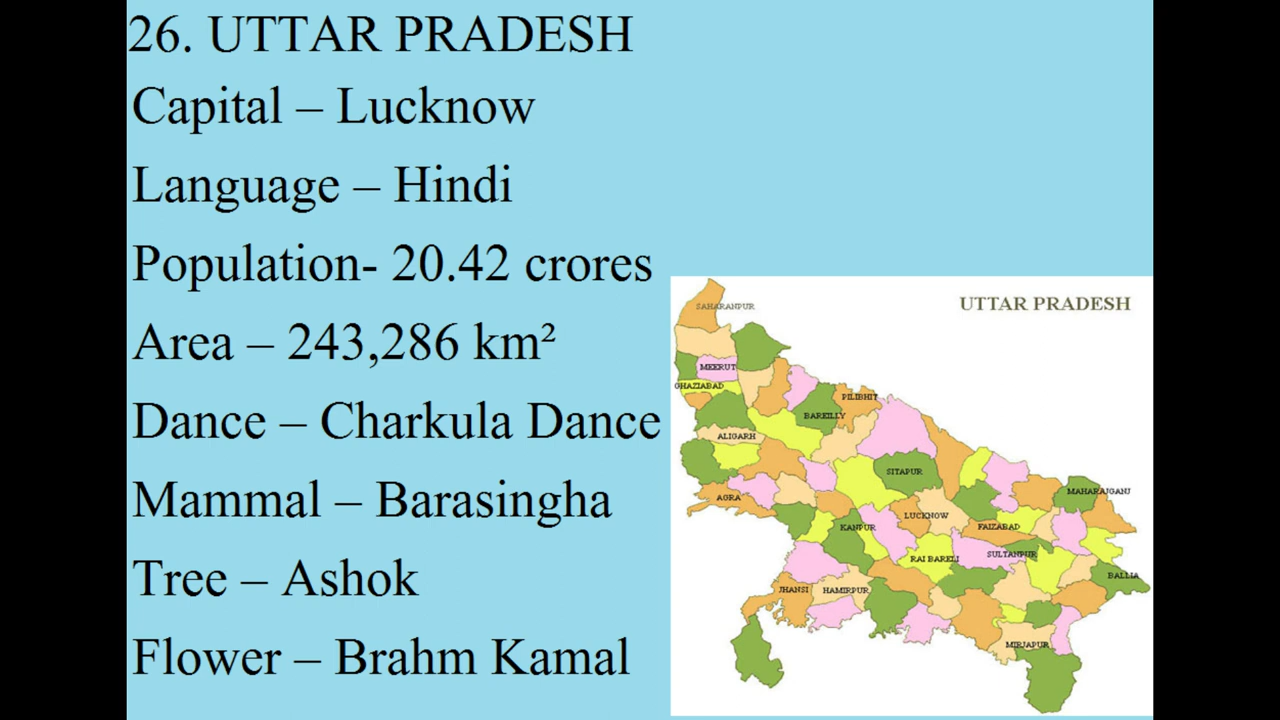 26. UTTAR PRADESH
Capital – Lucknow
Language – Hindi
Population- 20.42 crores
Area – 243,286 km²
Dance – Charkula Dance
Mammal – Barasingha
Tree – Ashok
Flower – Brahm Kamal
UTTAR PRADESH
SAHARANPUR
MEERUT
GHAZIABAD
PILIBHIT
BAREILLY
ALIGARH
SITAPUR
MAHARAJGANJ
AGRA
LUCKNOW
KANPUR
FAIZABAD
RAI BARELI
SULTANPUR
BALLIA
JHANSI
HAMIRPUR
MIRJAPUR